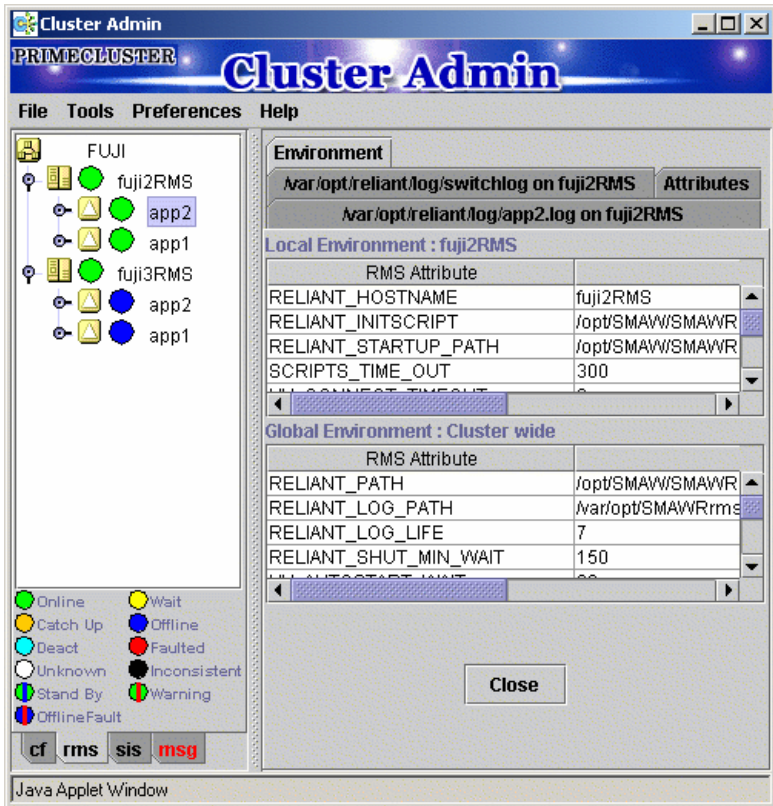 Cluster Admin
PRIMECLUSTER
Cluster Admin
File Tools Preferences Help
FUJI
fuji2RMS
app2
app1
fuji3RMS
app2
app1
Online Wait
Catch Up Offline
Deact Faulted
Unknown Inconsistent
Stand By Warning
OfflineFault
cf rms sis msg
Environment
/var/opt/reliant/log/switchlog on fuji2RMS Attributes
/var/opt/reliant/log/app2.log on fuji2RMS
Local Environment : fuji2RMS
RMS Attribute
RELIANT_HOSTNAME fuji2RMS
RELIANT_INITSCRIPT /opt/SMAW/SMAWR
RELIANT_STARTUP_PATH /opt/SMAW/SMAWR
SCRIPTS_TIME_OUT 300
Global Environment : Cluster wide
RMS Attribute
RELIANT_PATH /opt/SMAW/SMAWR
RELIANT_LOG_PATH /var/opt/SMAWRrms
RELIANT_LOG_LIFE 7
RELIANT_SHUT_MIN_WAIT 150
Close
Java Applet Window